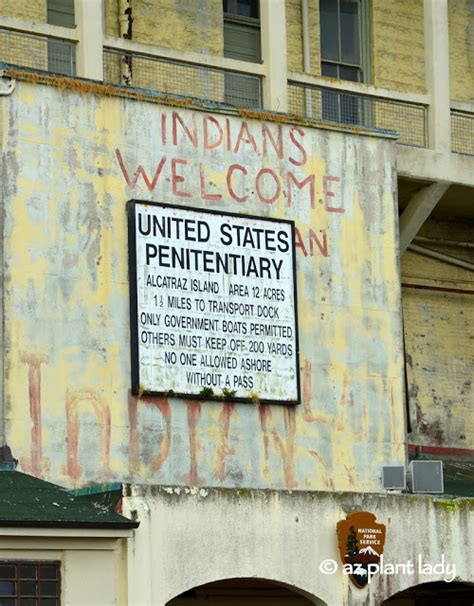 INDIANS
WELCOME
UNITED STATES
PENITENTIARY
ALCATRAZ ISLAND AREA 12 ACRES
1½ MILES TO TRANSPORT DOCK
ONLY GOVERNMENT BOATS PERMITTED
OTHERS MUST KEEP OFF 200 YARDS
NO ONE ALLOWED ASHORE
WITHOUT A PASS
INDIAN LAND
NATIONAL
PARK
SERVICE
© az plant lady